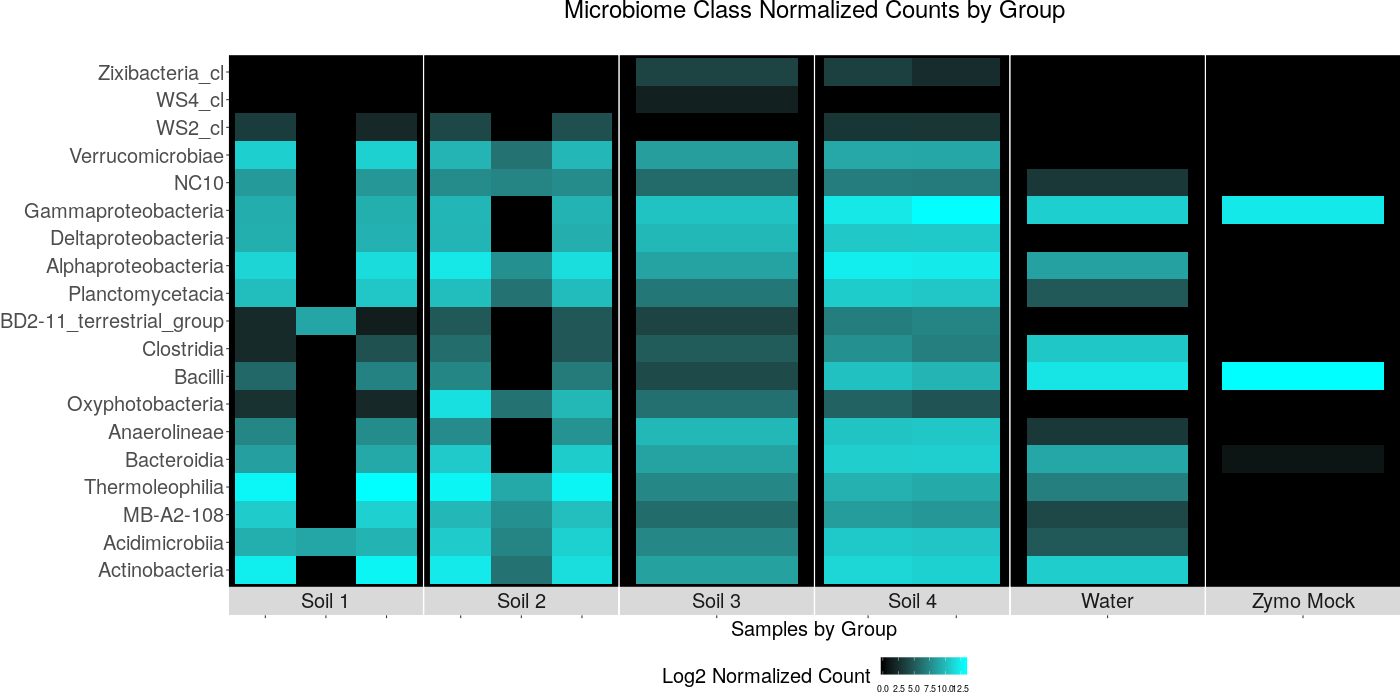 Microbiome Class Normalized Counts by Group
Zixibacteria_cl
WS4_cl
WS2_cl
Verrucomicrobiae
NC10
Gammaproteobacteria
Deltaproteobacteria
Alphaproteobacteria
Planctomycetacia
BD2-11_terrestrial_group
Clostridia
Bacilli
Oxyphotobacteria
Anaerolineae
Bacteroidia
Thermoleophilia
MB-A2-108
Acidimicrobiia
Actinobacteria
Soil 1 Soil 2 Soil 3 Soil 4 Water Zymo Mock
Samples by Group
Log2 Normalized Count
0.0 2.5 5.0 7.5 10.0 12.5